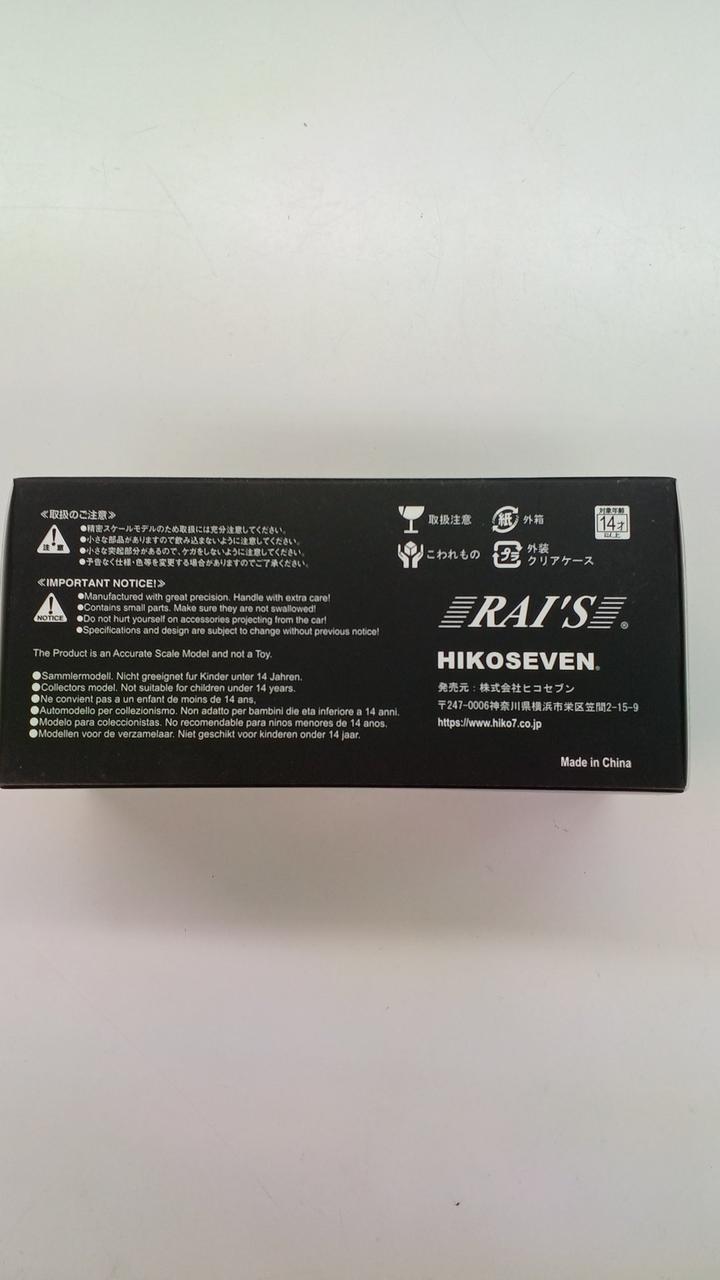 ≪取扱のご注意≫
注意
●精密スケールモデルのため取扱には充分注意してください。
●小さな部品がありますので飲み込まないように注意してください。
●小さな突起部分があるので、ケガをしないように注意してください。
●予告なく仕様・色等を変更する場合がありますのでご了承ください。
≪IMPORTANT NOTICE!≫
NOTICE
●Manufactured with great precision. Handle with extra care!
●Contains small parts. Make sure they are not swallowed!
●Do not hurt yourself on accessories projecting from the car!
●Specifications and design are subject to change without previous notice!
The Product is an Accurate Scale Model and not a Toy.
●Sammlermodell. Nicht greeignet fur Kinder unter 14 Jahren.
●Collectors model. Not suitable for children under 14 years.
●Ne convient pas a un enfant de moins de 14 ans,
●Automodello per collezionismo. Non adatto per bambini die eta inferiore a 14 anni.
●Modelo para coleccionistas. No recomendable para ninos menores de 14 anos.
●Modellen voor de verzamelaar. Niet geschikt voor kinderen onder 14 jaar.
取扱注意
紙 外箱
対象年齢
14才
以上
こわれもの
プラ 外装
クリアケース
RAI'S®
HIKOSEVEN®
発売元：株式会社ヒコセブン
〒247-0006神奈川県横浜市栄区笠間2-15-9
https://www.hiko7.co.jp
Made in China